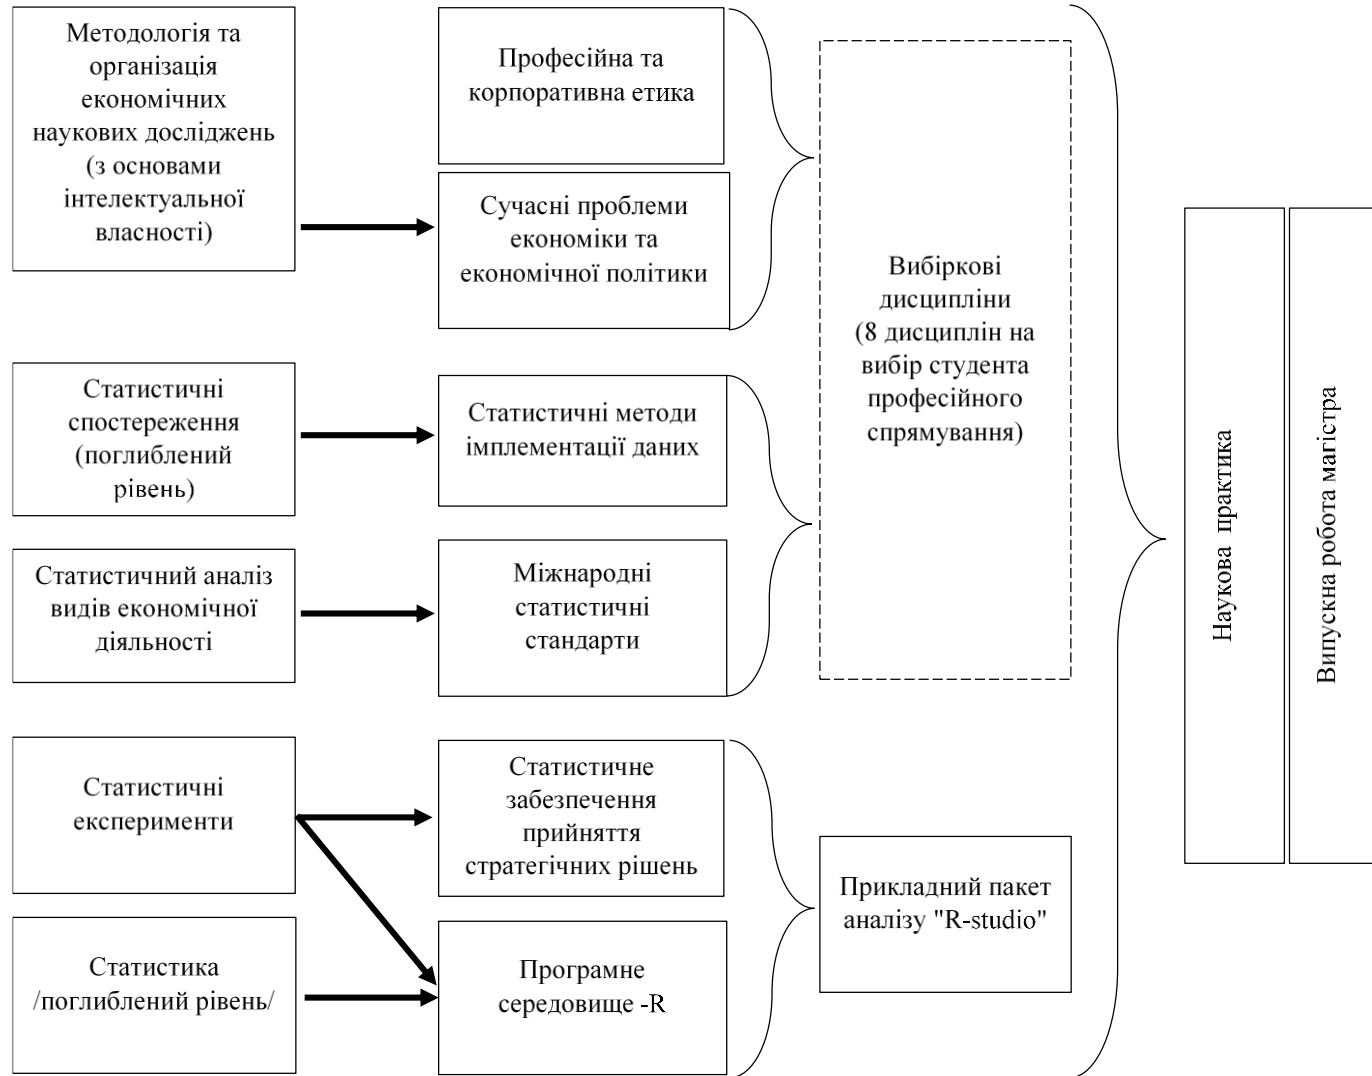 Методологія та
організація
економічних
наукових досліджень
(з основами
інтелектуальної
власності)
Професійна та
корпоративна етика
Сучасні проблеми
економіки та
економічної політики
Статистичні
спостереження
(поглиблений
рівень)
Статистичні методи
імплементації даних
Статистичний аналіз
видів економічної
діяльності
Міжнародні
статистичні
стандарти
Вибіркові
дисципліни
(8 дисциплін на
вибір студента
професійного
спрямування)
Статистичні
експерименти
Статистичне
забезпечення
прийняття
стратегічних рішень
Статистика
/поглиблений рівень/
Програмне
середовище -R
Прикладний пакет
аналізу "R-studio"
Наукова практика
Випускна робота магістра